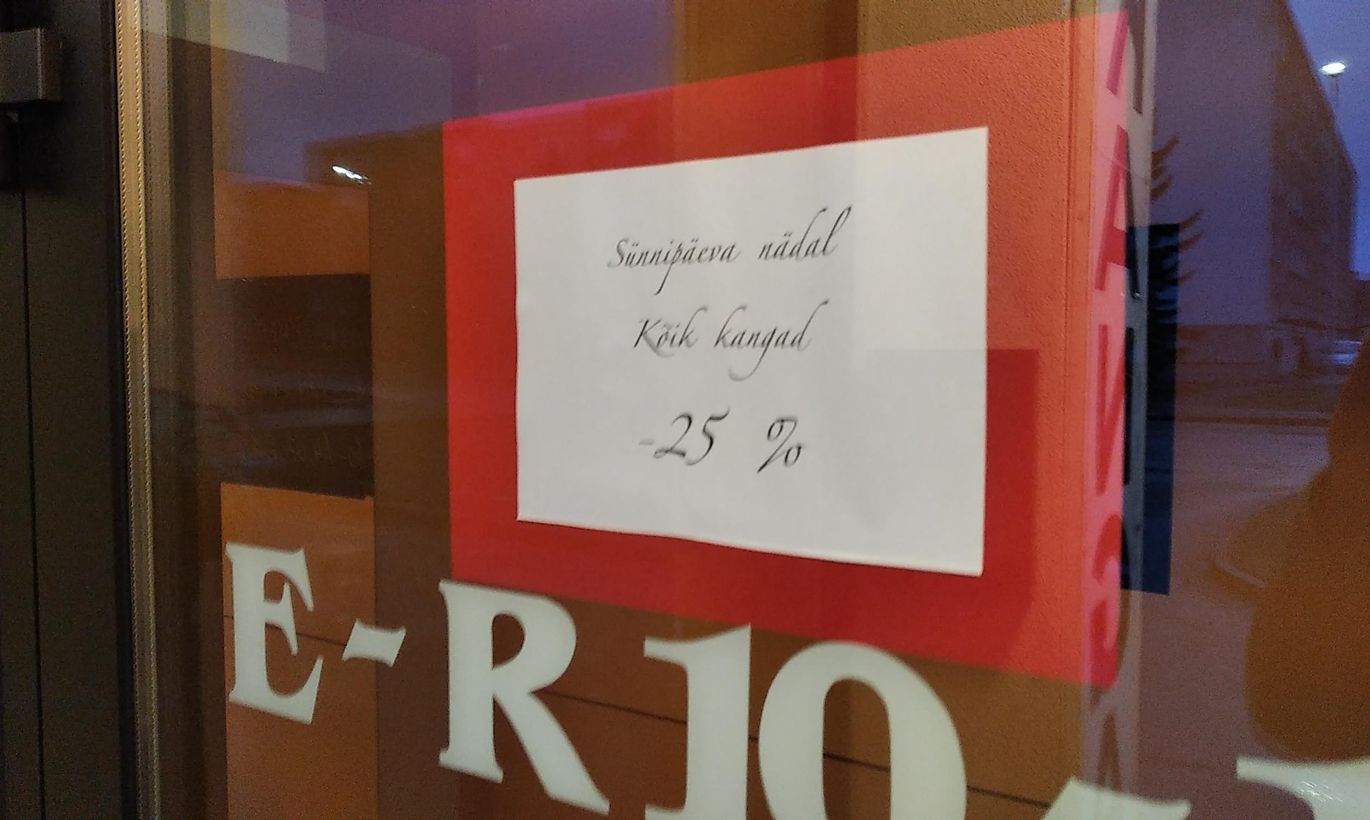 Sünnipäeva nädal
Kõik kangad
-25 %
E-R 10